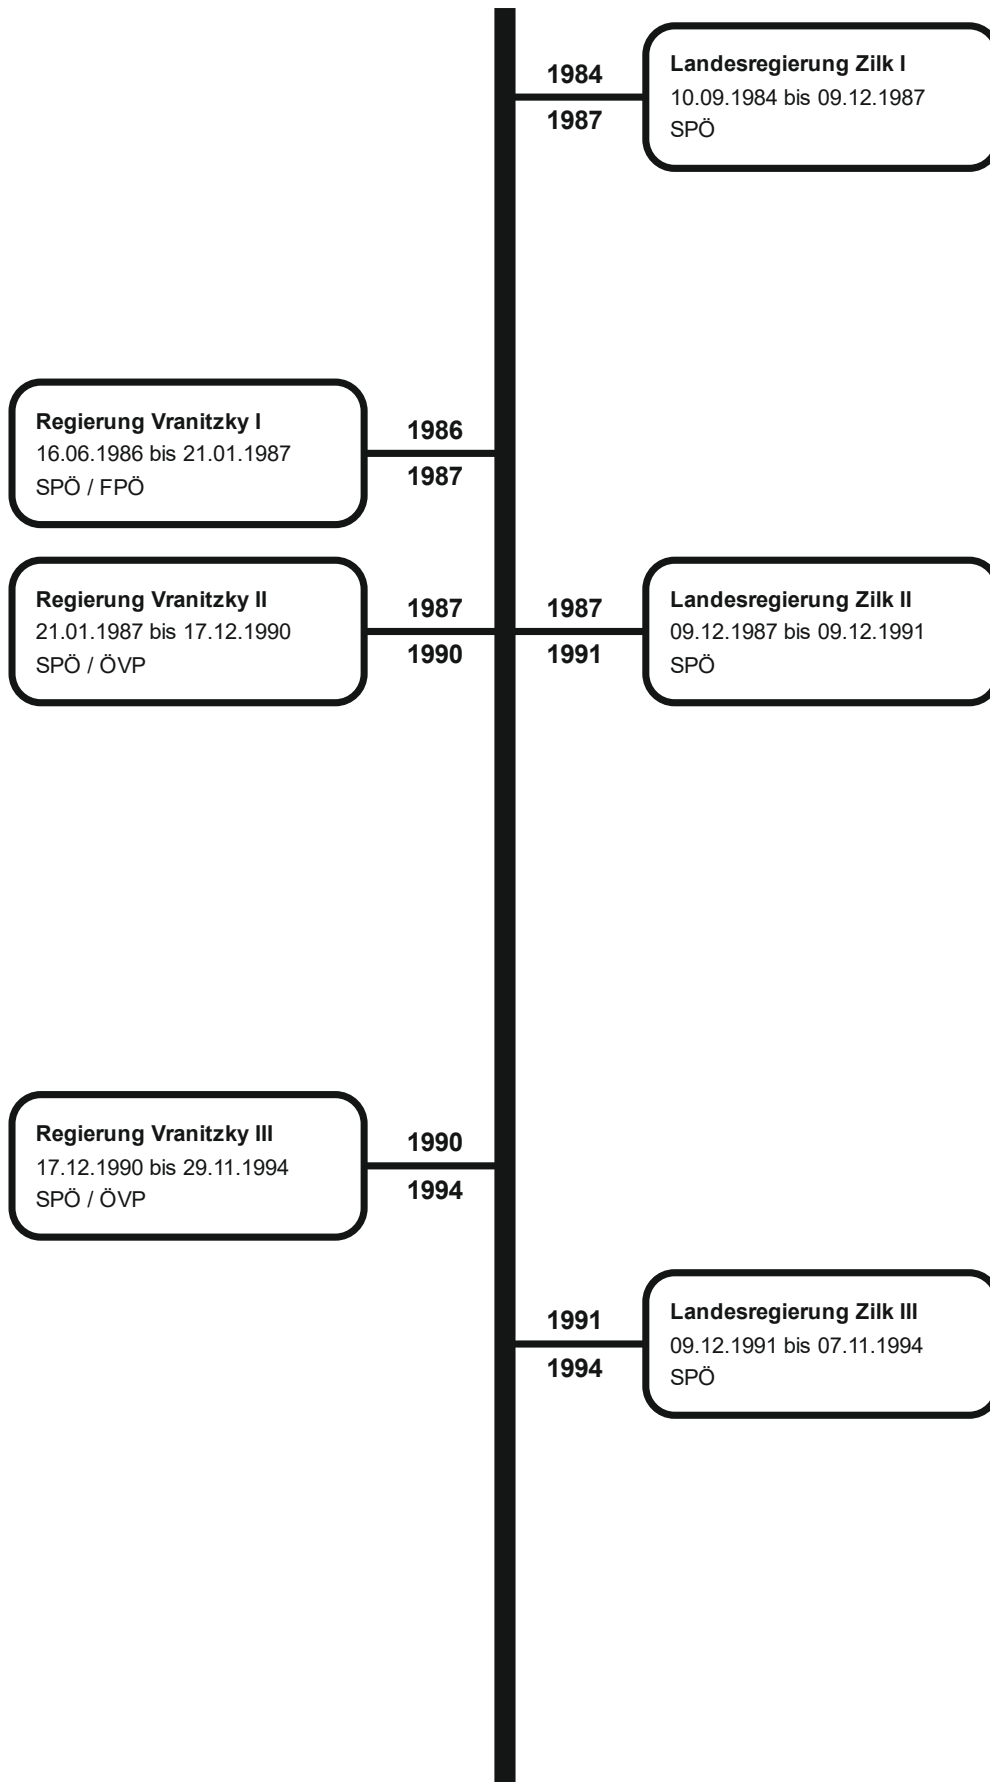 1984
1987
Landesregierung Zilk I
10.09.1984 bis 09.12.1987
SPÖ
Regierung Vranitzky I
16.06.1986 bis 21.01.1987
SPÖ / FPÖ
1986
1987
Regierung Vranitzky II
21.01.1987 bis 17.12.1990
SPÖ / ÖVP
1987
1990
1987
1991
Landesregierung Zilk II
09.12.1987 bis 09.12.1991
SPÖ
Regierung Vranitzky III
17.12.1990 bis 29.11.1994
SPÖ / ÖVP
1990
1994
1991
1994
Landesregierung Zilk III
09.12.1991 bis 07.11.1994
SPÖ